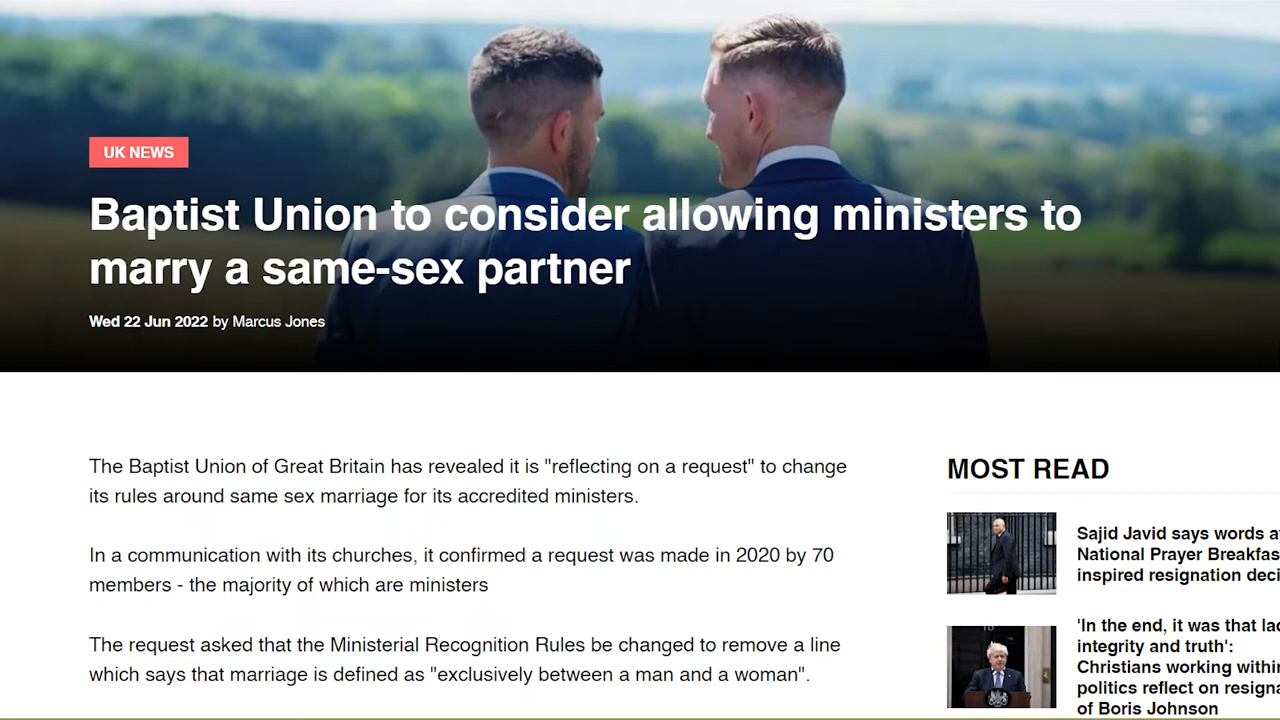 UK NEWS
Baptist Union to consider allowing ministers to
marry a same-sex partner
Wed 22 Jun 2022 by Marcus Jones
The Baptist Union of Great Britain has revealed it is "reflecting on a request" to change
its rules around same sex marriage for its accredited ministers.
In a communication with its churches, it confirmed a request was made in 2020 by 70
members - the majority of which are ministers
The request asked that the Ministerial Recognition Rules be changed to remove a line
which says that marriage is defined as "exclusively between a man and a woman".
MOST READ
Sajid Javid says words
National Prayer
inspired resignation
'In the end, it was that
integrity and truth':
Christians working
politics reflect on
of Boris Johnson